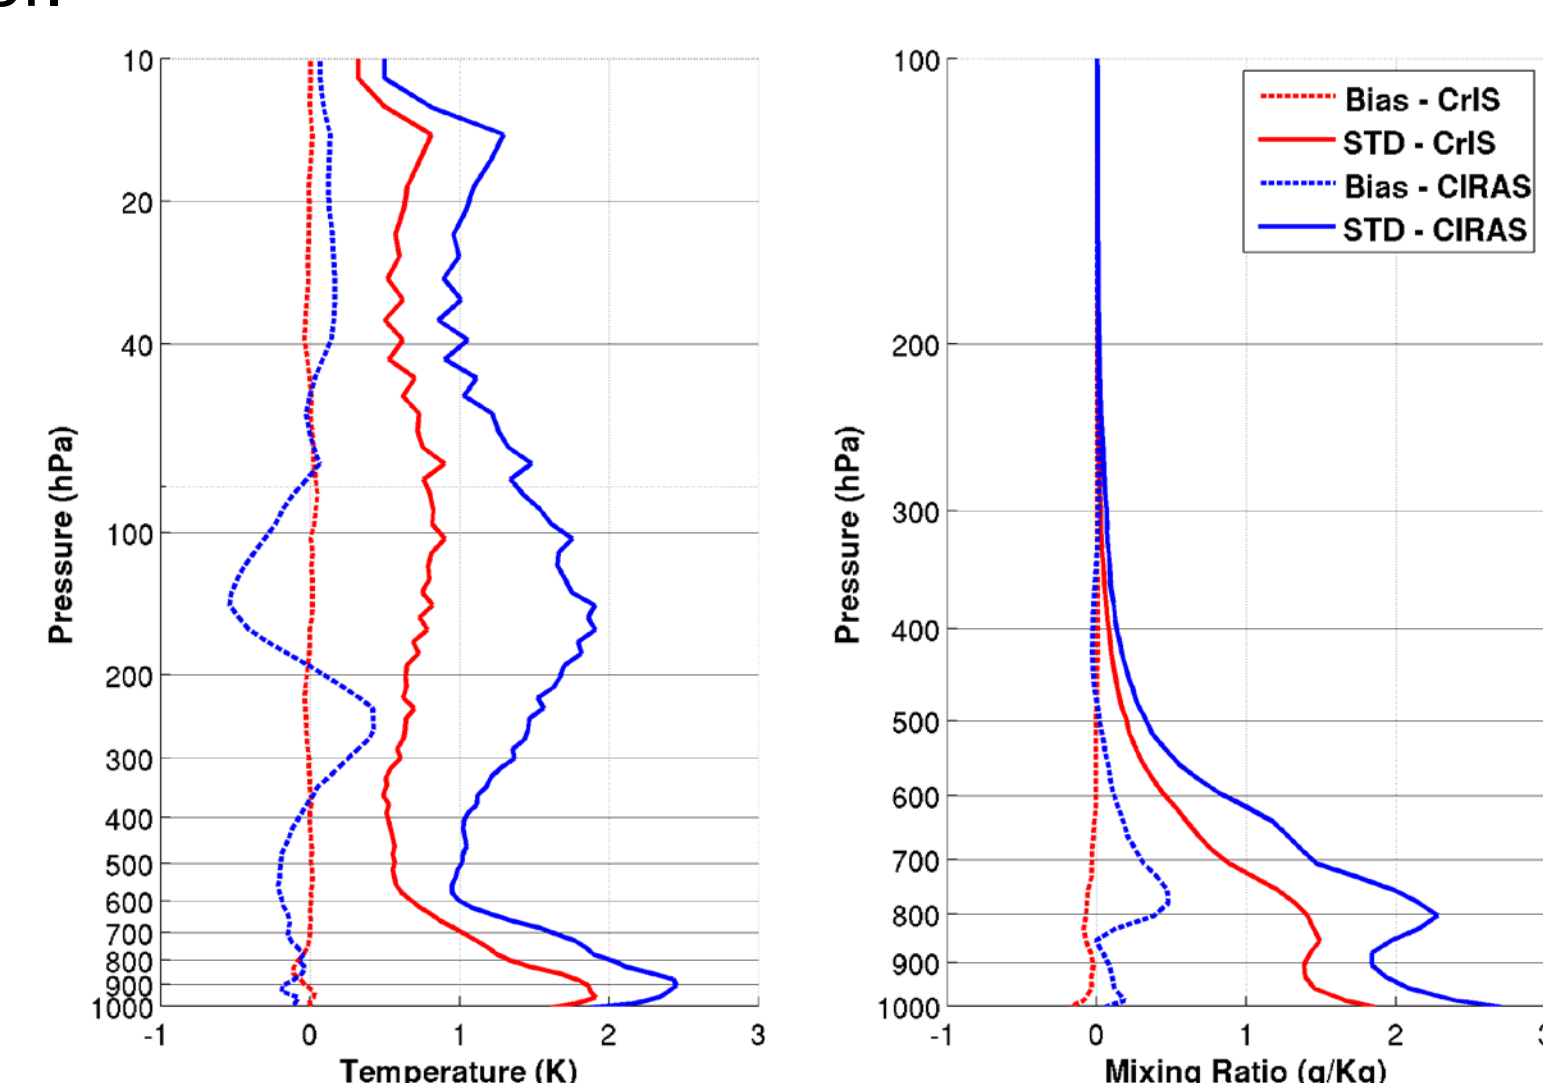 10
20
40
100
200
300
400
500
600
700
800
900
1000
Pressure (hPa)
-1 0 1 2 3
Temperature (K)
100
200
300
400
500
600
700
800
900
1000
Pressure (hPa)
-1 0 1 2 3
Mixing Ratio (g/Kg)
Bias - CrIS
STD - CrIS
Bias - CIRAS
STD - CIRAS